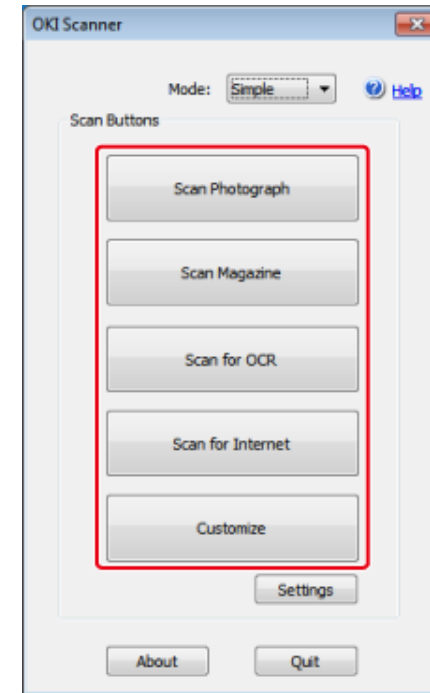 OKI Scanner
Mode: Simple Help
Scan Buttons
Scan Photograph
Scan Magazine
Scan for OCR
Scan for Internet
Customize
Settings
About Quit